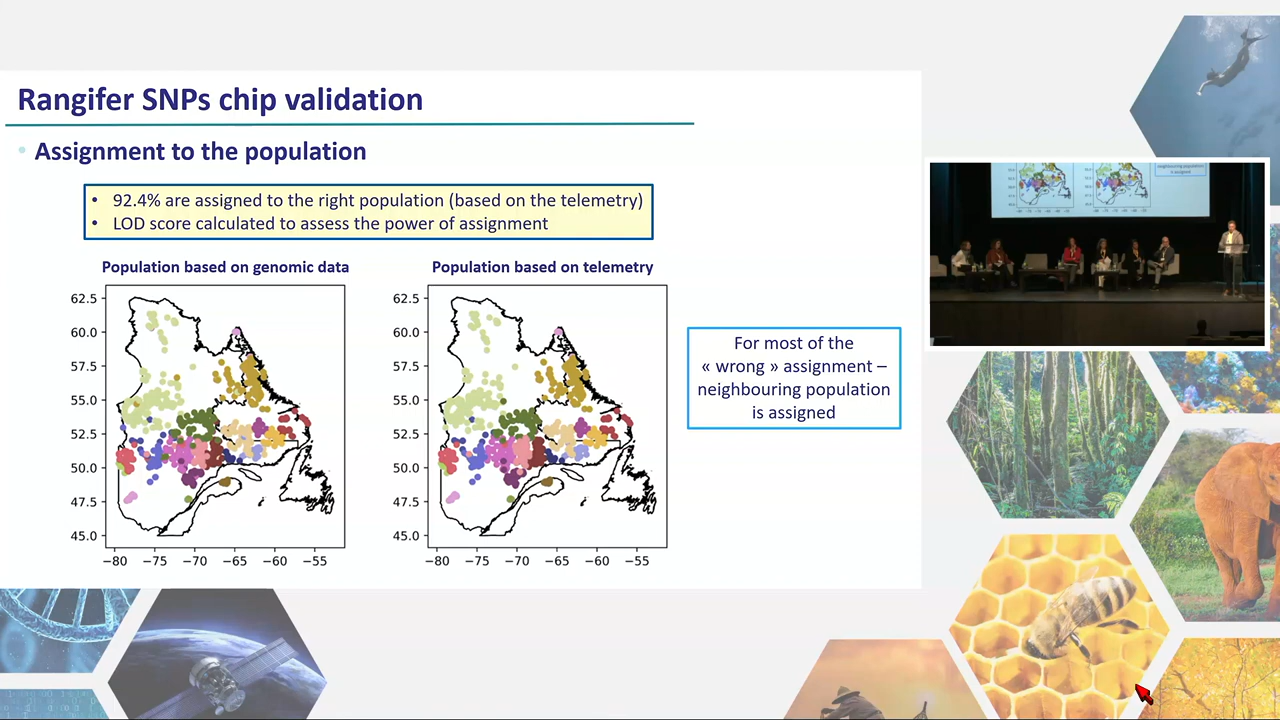 Rangifer SNPs chip validation
• Assignment to the population
• 92.4% are assigned to the right population (based on the telemetry)
• LOD score calculated to assess the power of assignment
Population based on genomic data
62.5
60.0
57.5
55.0
52.5
50.0
47.5
45.0
−80 −75 −70 −65 −60 −55
Population based on telemetry
62.5
60.0
57.5
55.0
52.5
50.0
47.5
45.0
−80 −75 −70 −65 −60 −55
For most of the
« wrong » assignment –
neighbouring population
is assigned